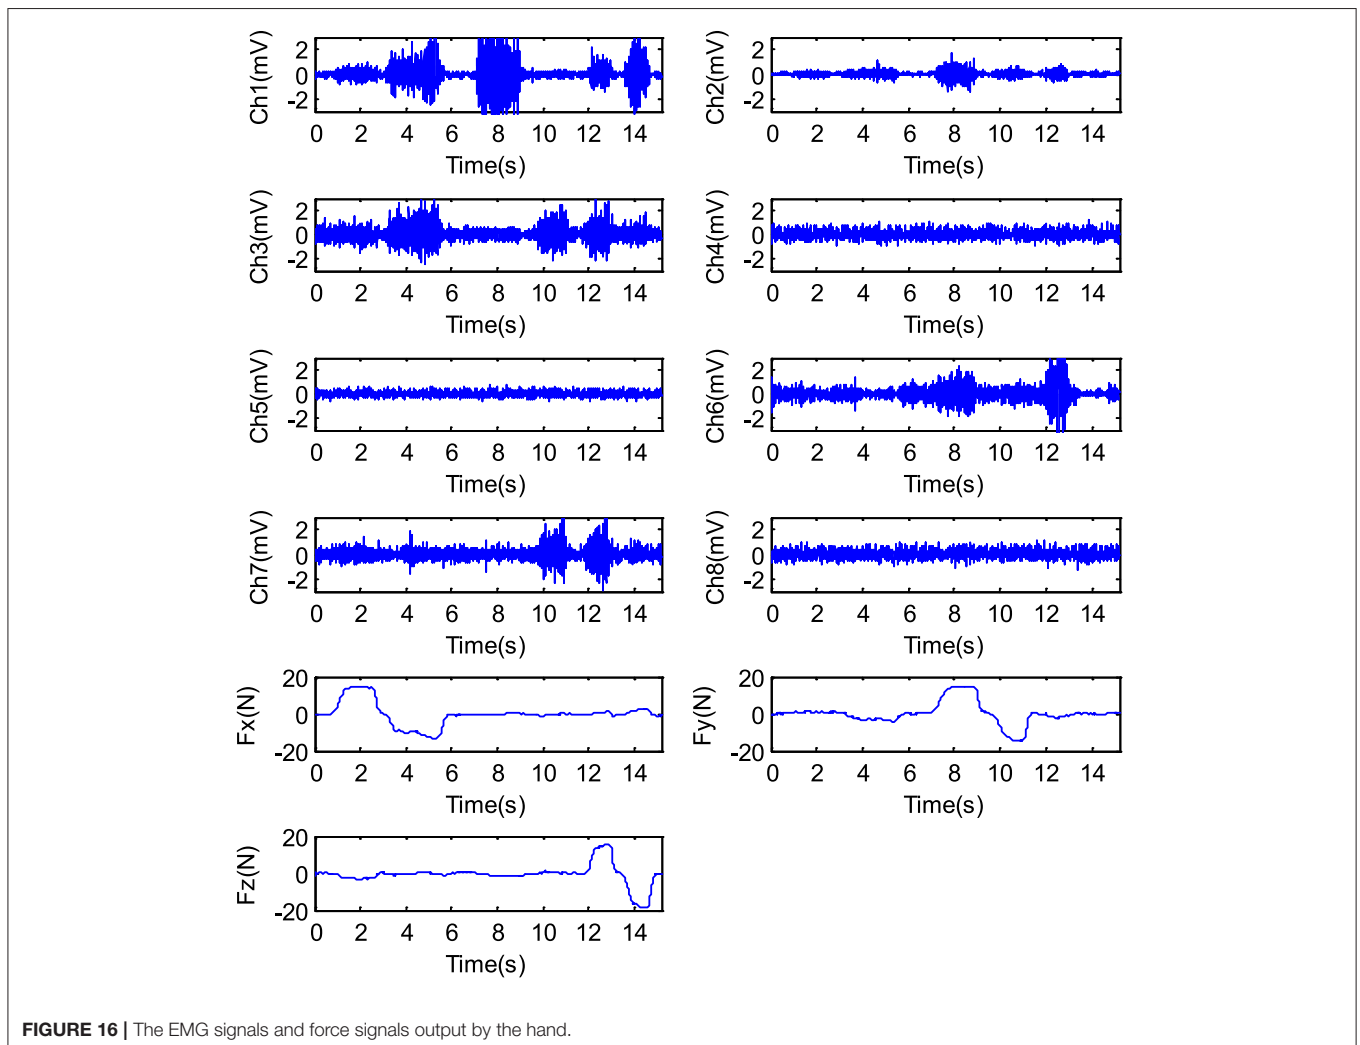 Ch1(mV)
2
0
-2
0 2 4 6 8 10 12 14
Time(s)
Ch2(mV)
2
0
-2
0 2 4 6 8 10 12 14
Time(s)
Ch3(mV)
2
0
-2
0 2 4 6 8 10 12 14
Time(s)
Ch4(mV)
2
0
-2
0 2 4 6 8 10 12 14
Time(s)
Ch5(mV)
2
0
-2
0 2 4 6 8 10 12 14
Time(s)
Ch6(mV)
2
0
-2
0 2 4 6 8 10 12 14
Time(s)
Ch7(mV)
2
0
-2
0 2 4 6 8 10 12 14
Time(s)
Ch8(mV)
2
0
-2
0 2 4 6 8 10 12 14
Time(s)
Fx(N)
20
0
-20
0 2 4 6 8 10 12 14
Time(s)
Fy(N)
20
0
-20
0 2 4 6 8 10 12 14
Time(s)
Fz(N)
20
0
-20
0 2 4 6 8 10 12 14
Time(s)
FIGURE 16 | The EMG signals and force signals output by the hand.